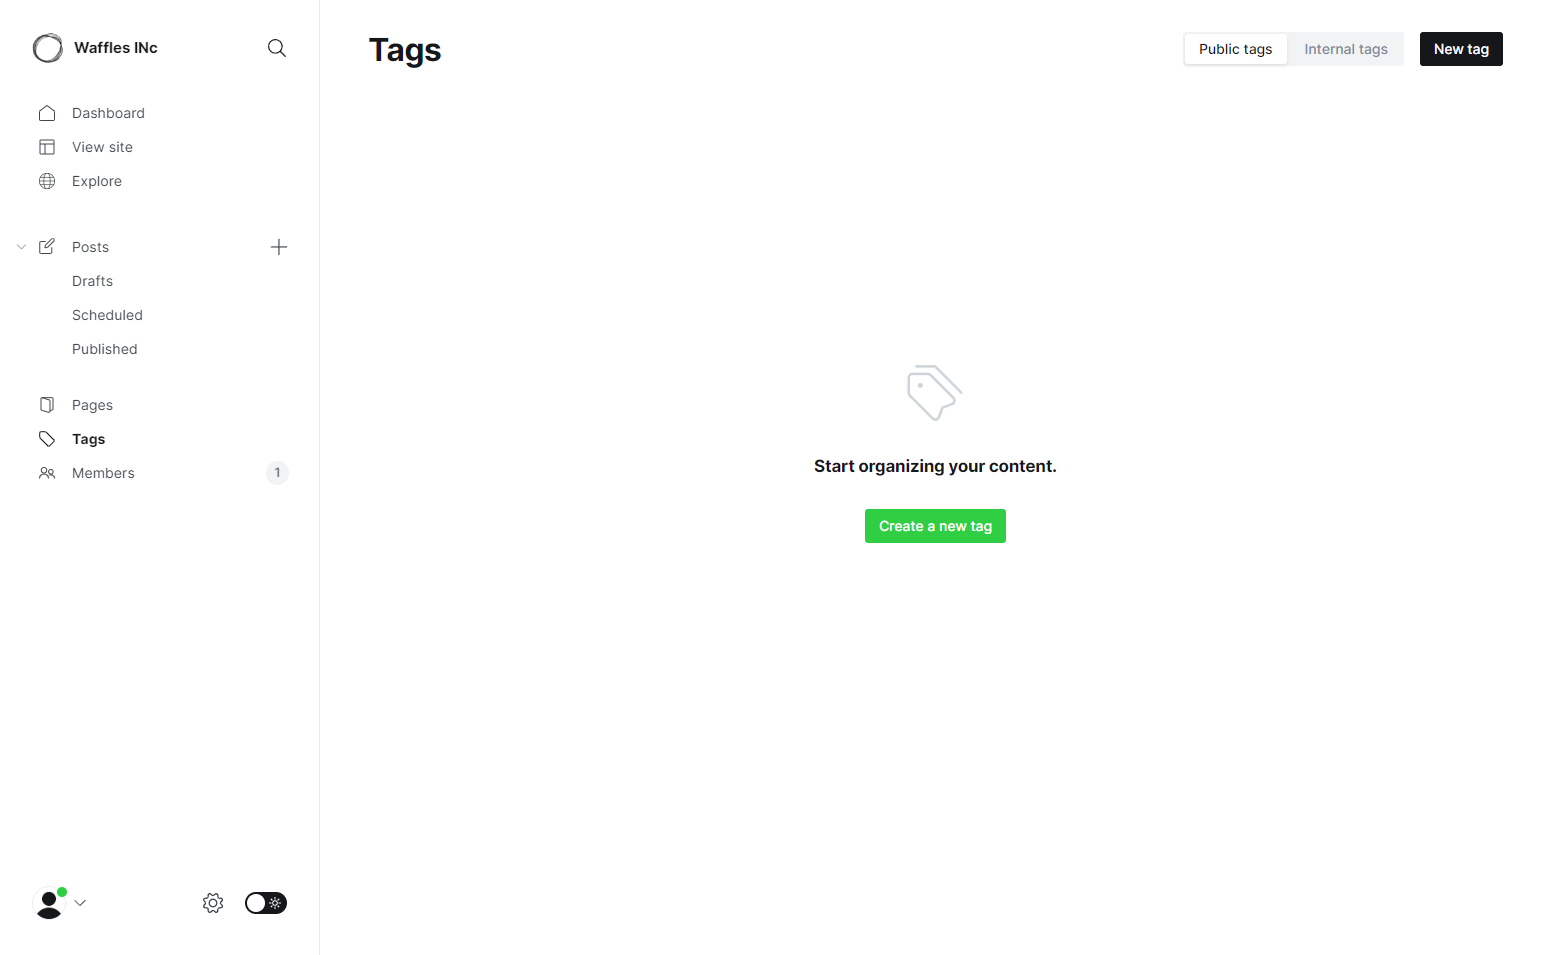 Waffles INc
Dashboard
View site
Explore
Posts
Drafts
Scheduled
Published
Pages
Tags
Members 1
Tags
Public tags Internal tags New tag
Start organizing your content.
Create a new tag